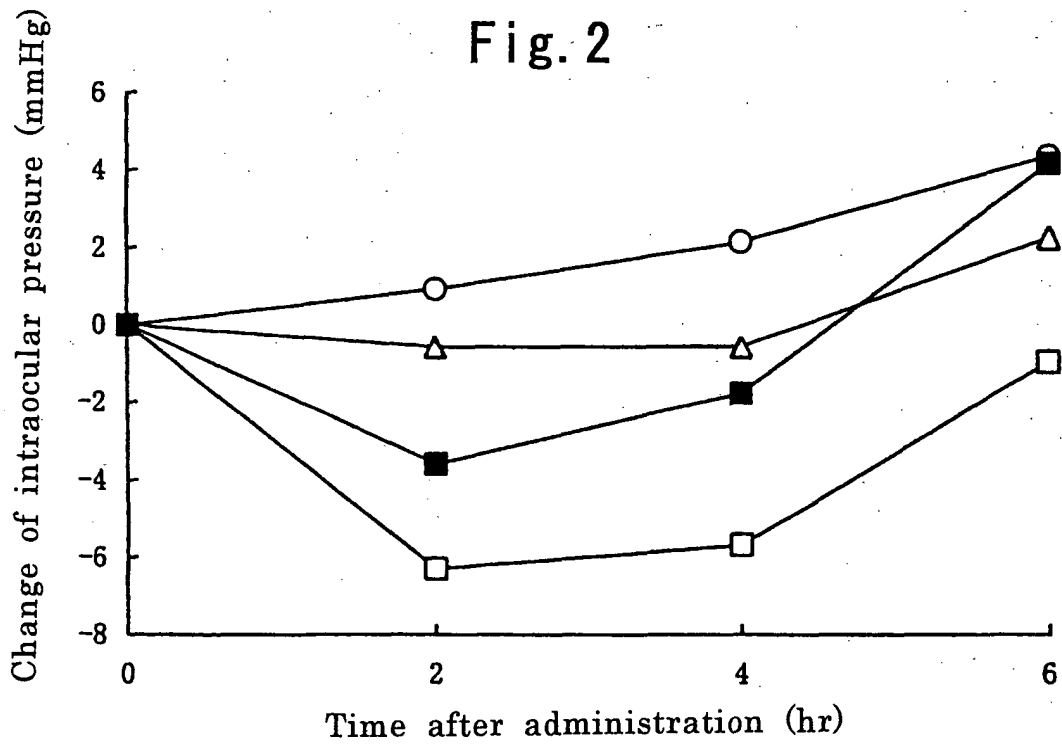 Fig. 2
Change of intraocular pressure (mmHg)
6
4
2
0
-2
-4
-6
-8
0 2 4 6
Time after administration (hr)